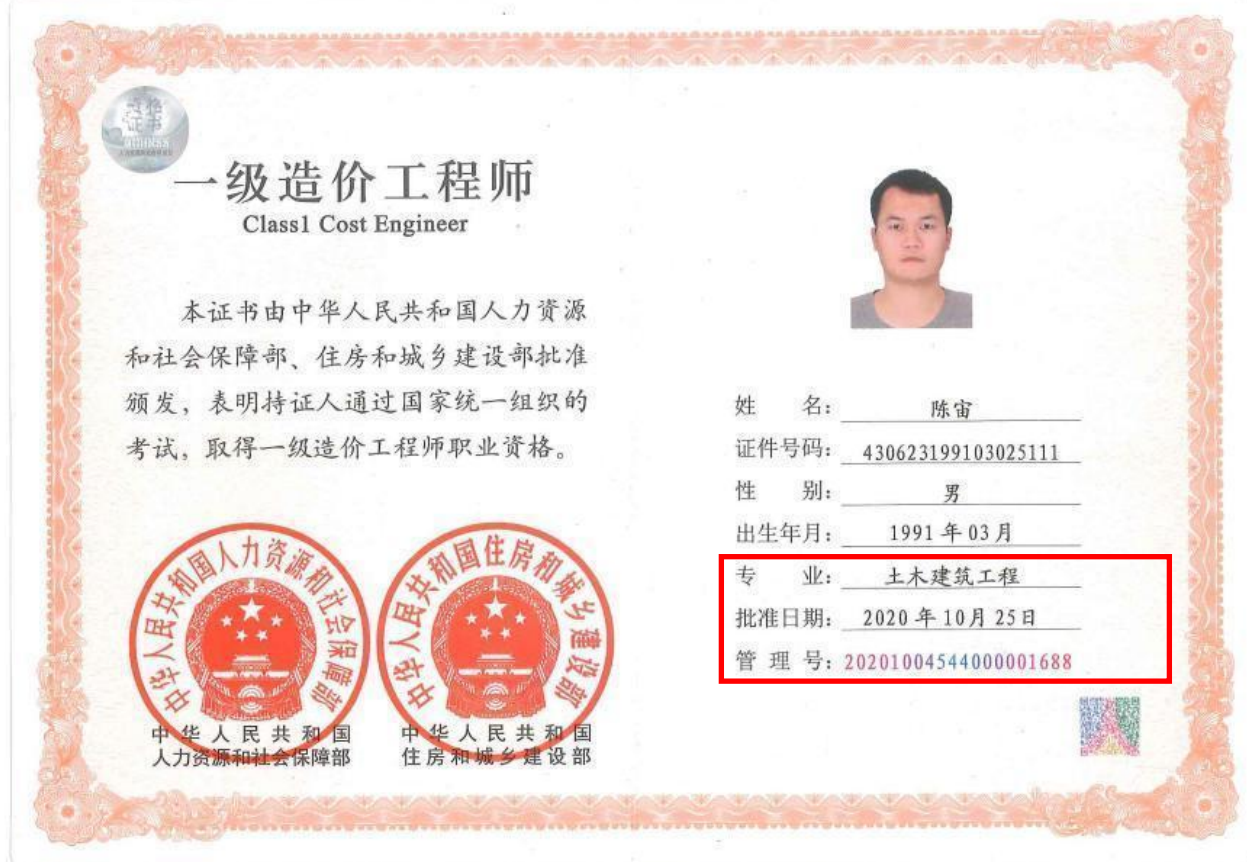 资格
证书
一级造价工程师
Class1 Cost Engineer
本证书由中华人民共和国人力资源
和社会保障部、住房和城乡建设部批准
颁发，表明持证人通过国家统一组织的
考试，取得一级造价工程师职业资格。
中华人民共和国人力资源和社会保障部
中华人民共和国
人力资源和社会保障部
中华人民共和国住房和城乡建设部
中华人民共和国
住房和城乡建设部
姓 名：陈宙
证件号码：430623199103025111
性 别：男
出生年月：1991年03月
专 业：土木建筑工程
批准日期：2020年10月25日
管 理 号：20201004544000001688